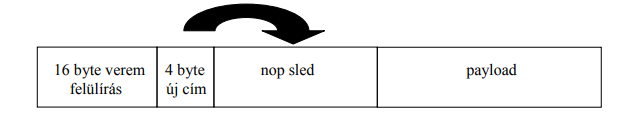 16 byte verem
felülírás
4 byte
új cím
nop sled
payload